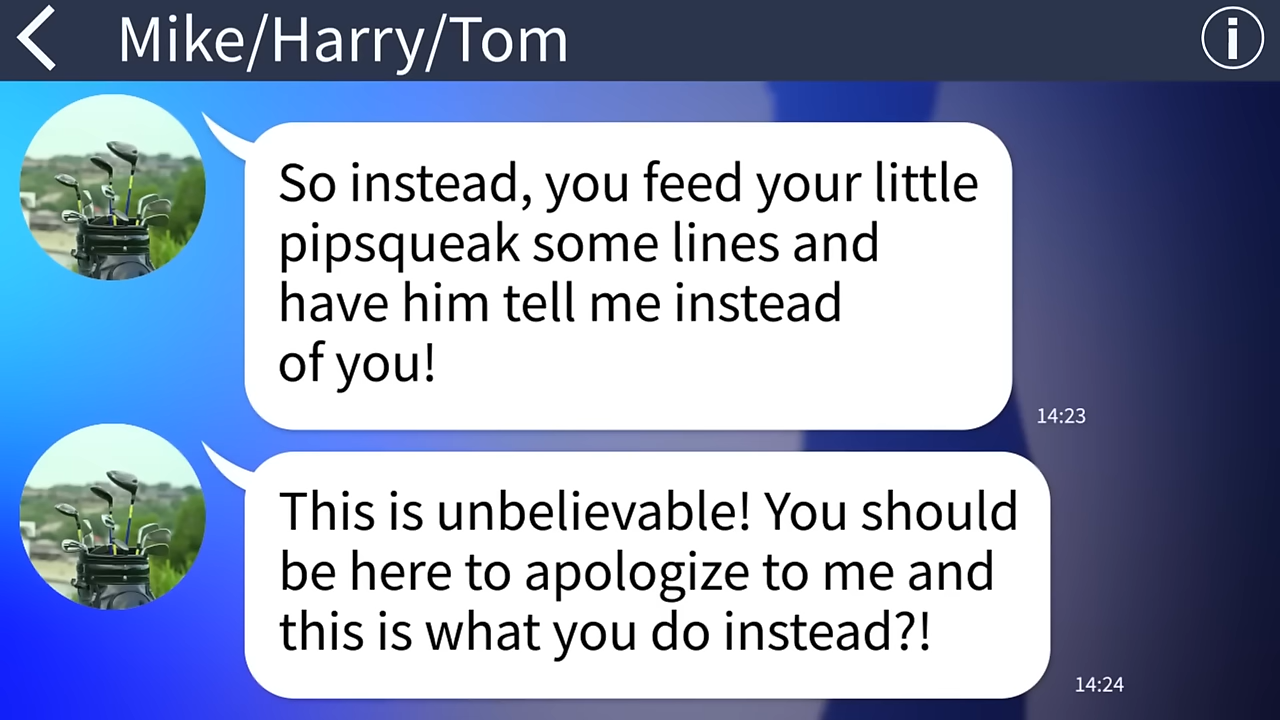 Mike/Harry/Tom
So instead, you feed your little
pipsqueak some lines and
have him tell me instead
of you!
14:23
This is unbelievable! You should
be here to apologize to me and
this is what you do instead?!
14:24